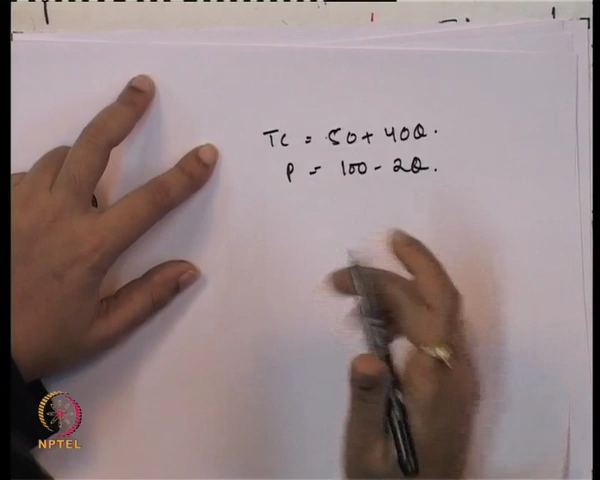 TC = 50 + 40Q.
P = 100 - 2Q.
NPTEL